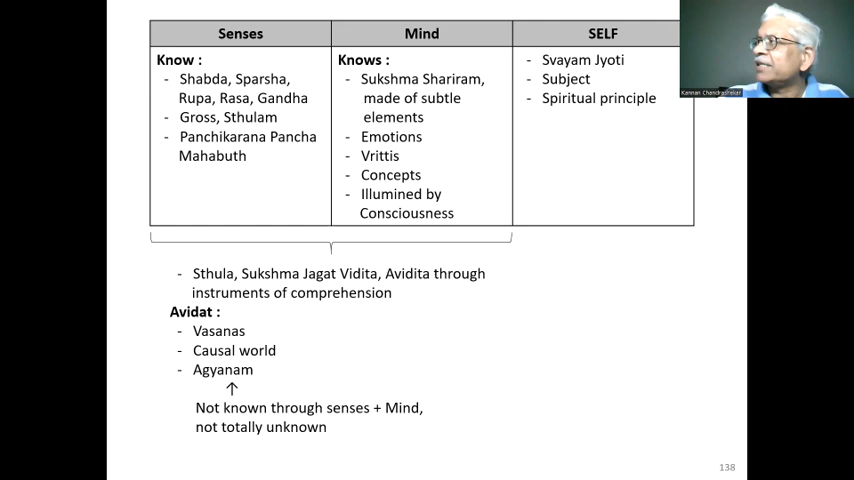 Senses
Mind
SELF
Know :
- Shabda, Sparsha,
Rupa, Rasa, Gandha
- Gross, Sthulam
- Panchikarana Pancha
Mahabuth
Knows :
- Sukshma Shariram,
made of subtle
elements
- Emotions
- Vrittis
- Concepts
- Illumined by
Consciousness
- Svayam Jyoti
- Subject
- Spiritual principle
Kannan Chandrasekar
- Sthula, Sukshma Jagat Vidita, Avidita through
instruments of comprehension
Avidat :
- Vasanas
- Causal world
- Agyanam
↑
Not known through senses + Mind,
not totally unknown
138